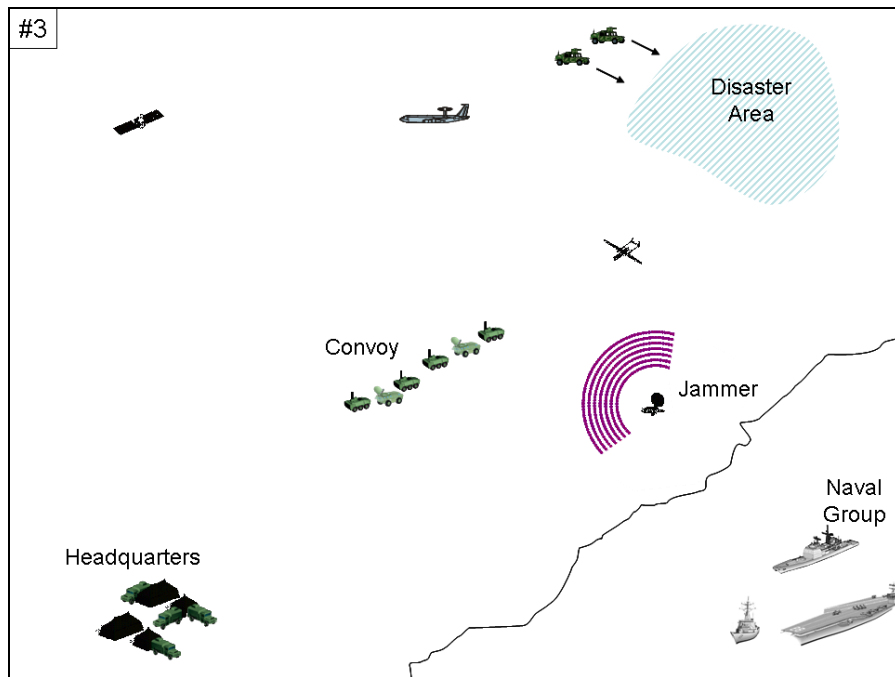 #3
Disaster
Area
Convoy
Jammer
Naval
Group
Headquarters